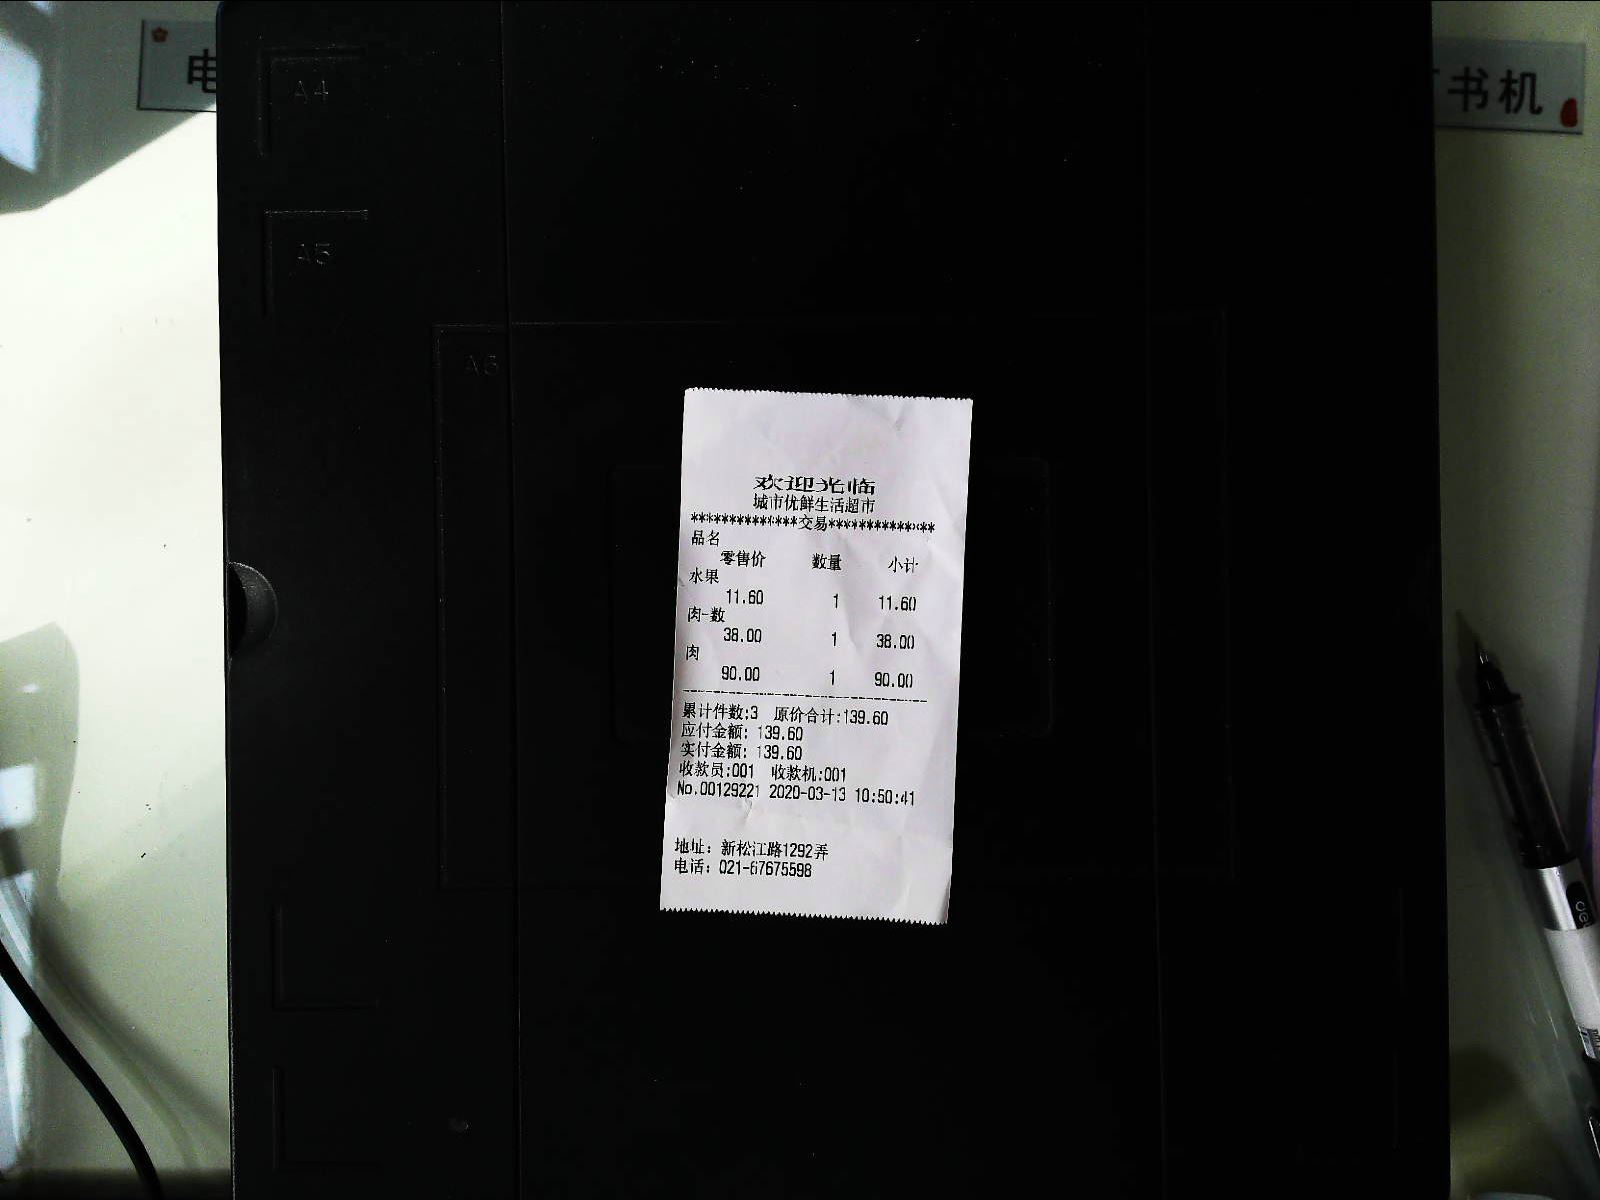 电
书机
A4
A5
A6
欢迎光临
城市优鲜生活超市
**************交易**************
品名
零售价 数量 小计
水果
11.60 1 11.60
肉-数
38.00 1 38.00
肉
90.00 1 90.00
--------------------------------
累计件数:3 原价合计:139.60
应付金额: 139.60
实付金额: 139.60
收款员:001 收款机:001
No.00129221 2020-03-13 10:50:41
地址: 新松江路1292弄
电话: 021-67675598